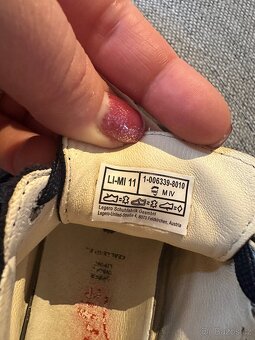 LI-MI 11
1-006339-8010
M IV
Legero Schuhfabrik GesmbH
Legero-United-Straße 4, 8073 Feldkirchen, Austria